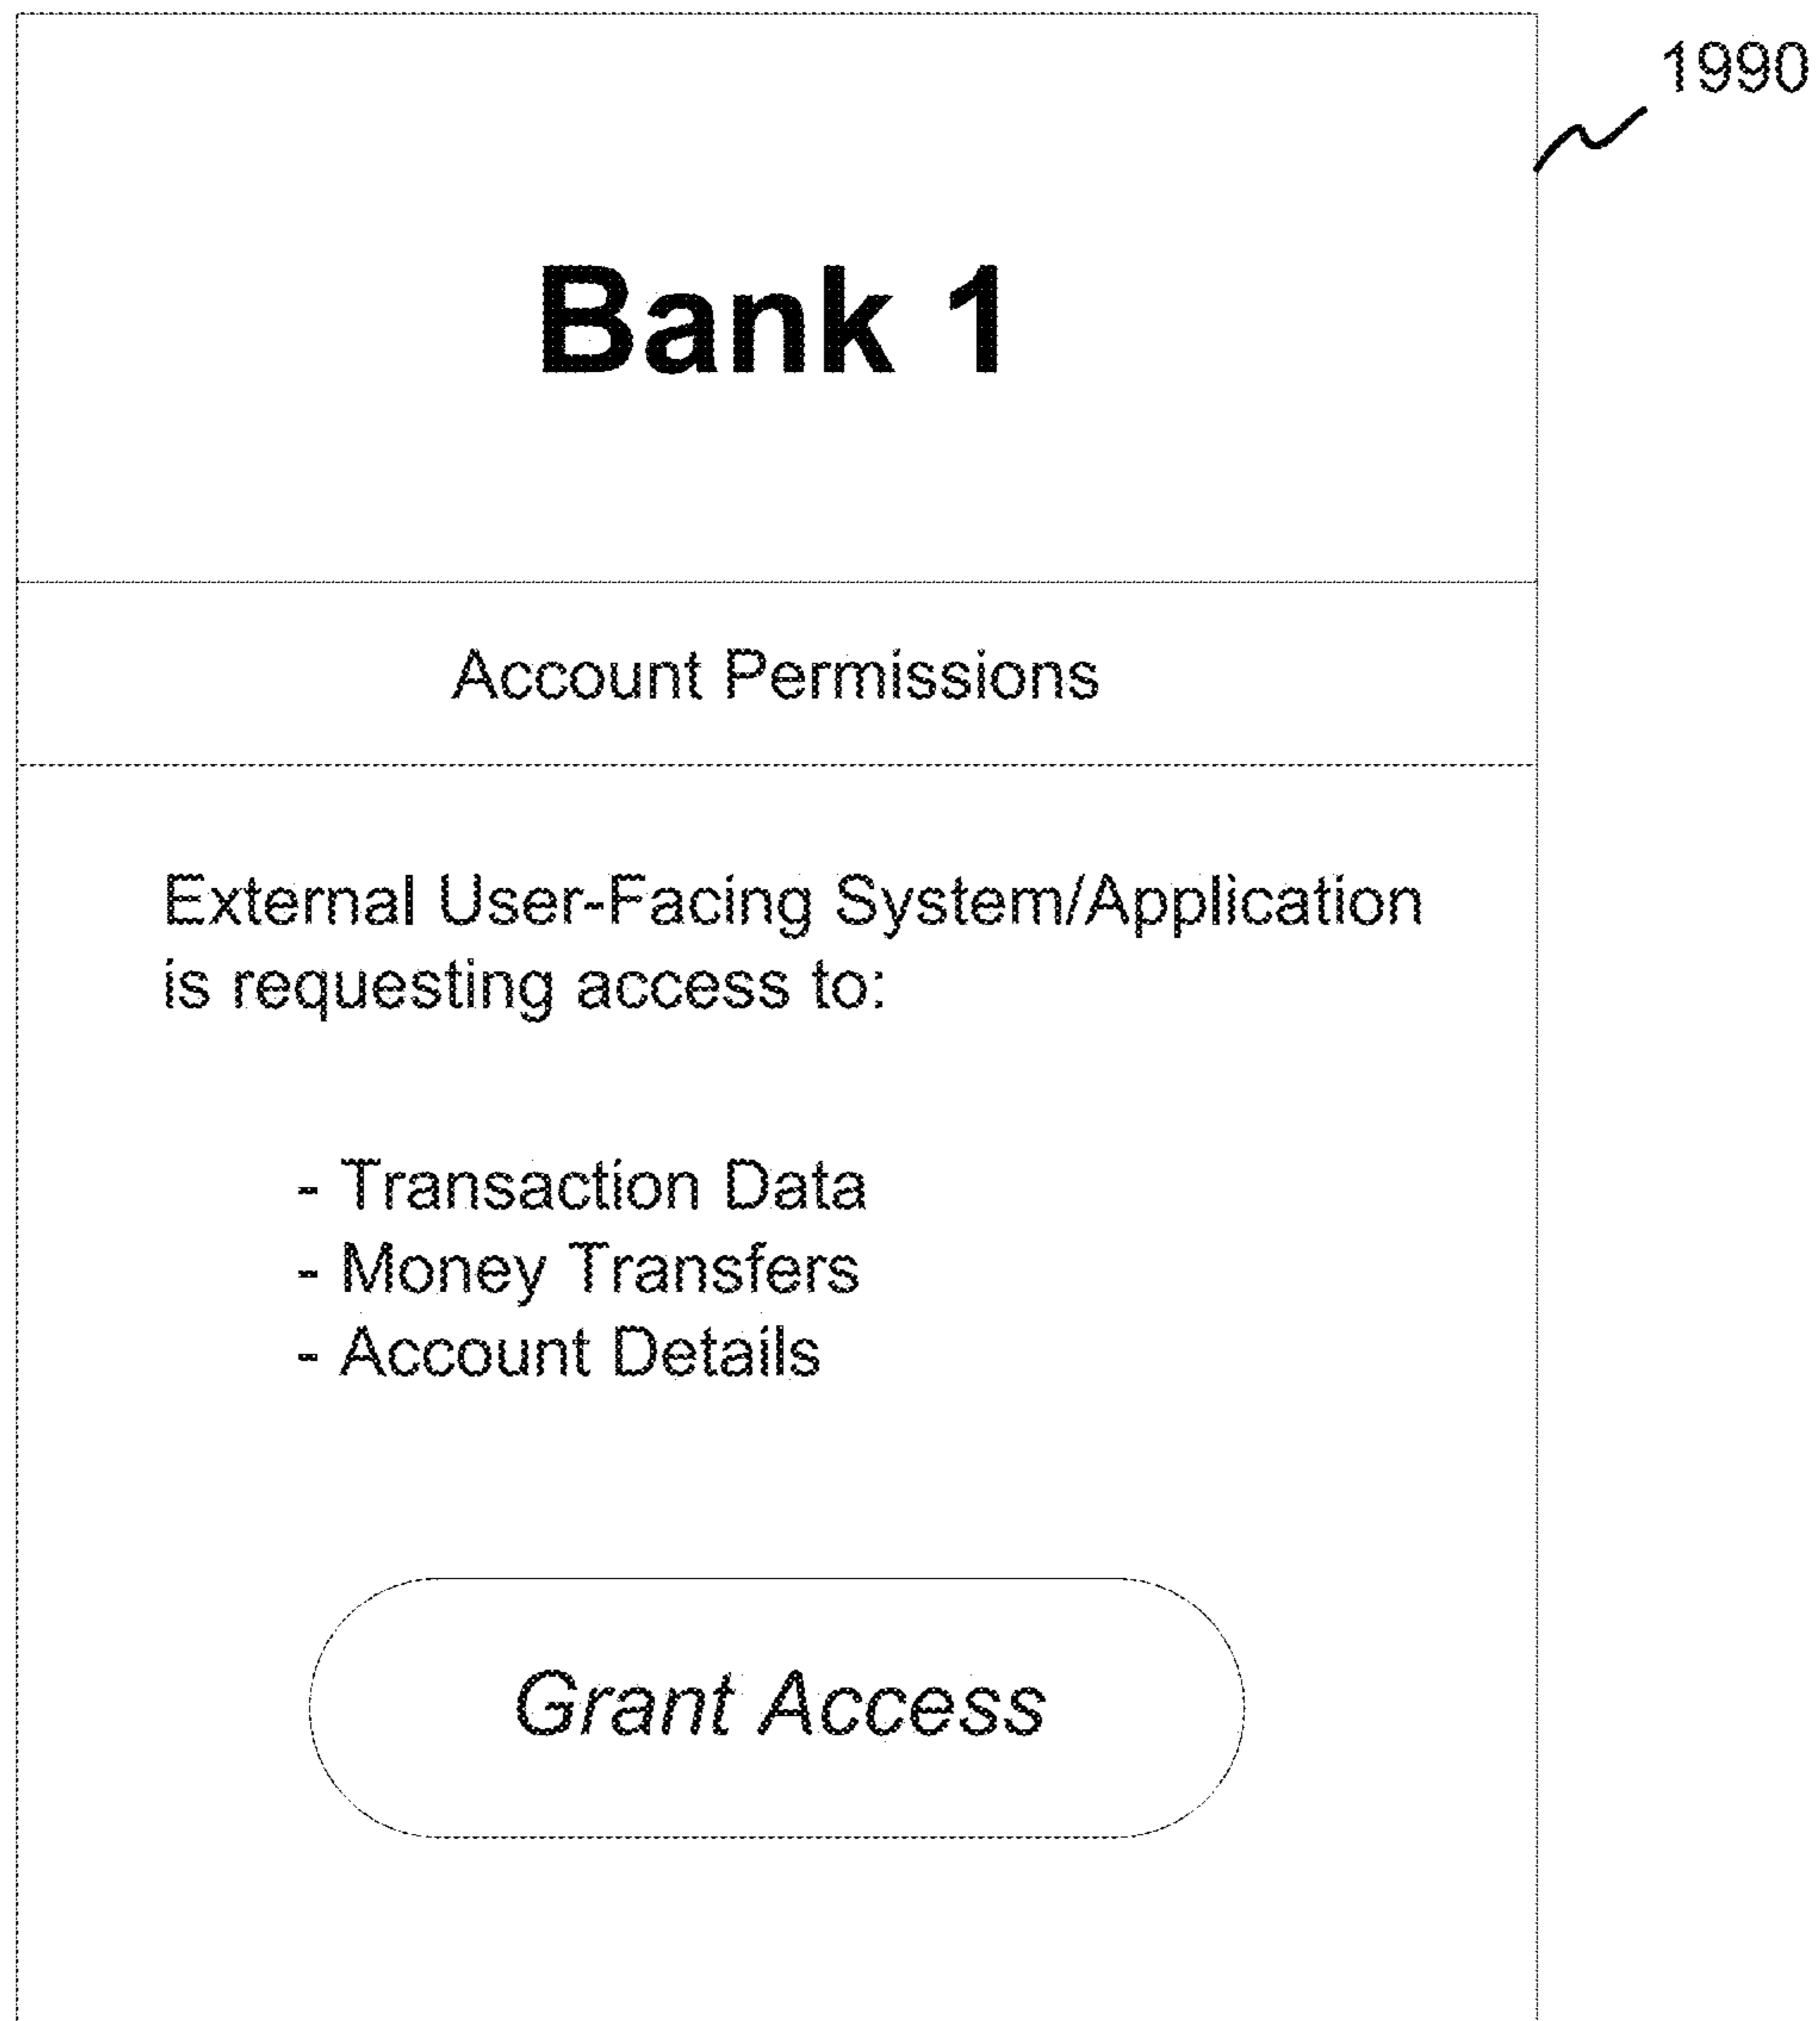 1990
Bank 1
Account Permissions
External User-Facing System/Application
is requesting access to:
- Transaction Data
- Money Transfers
- Account Details
Grant Access